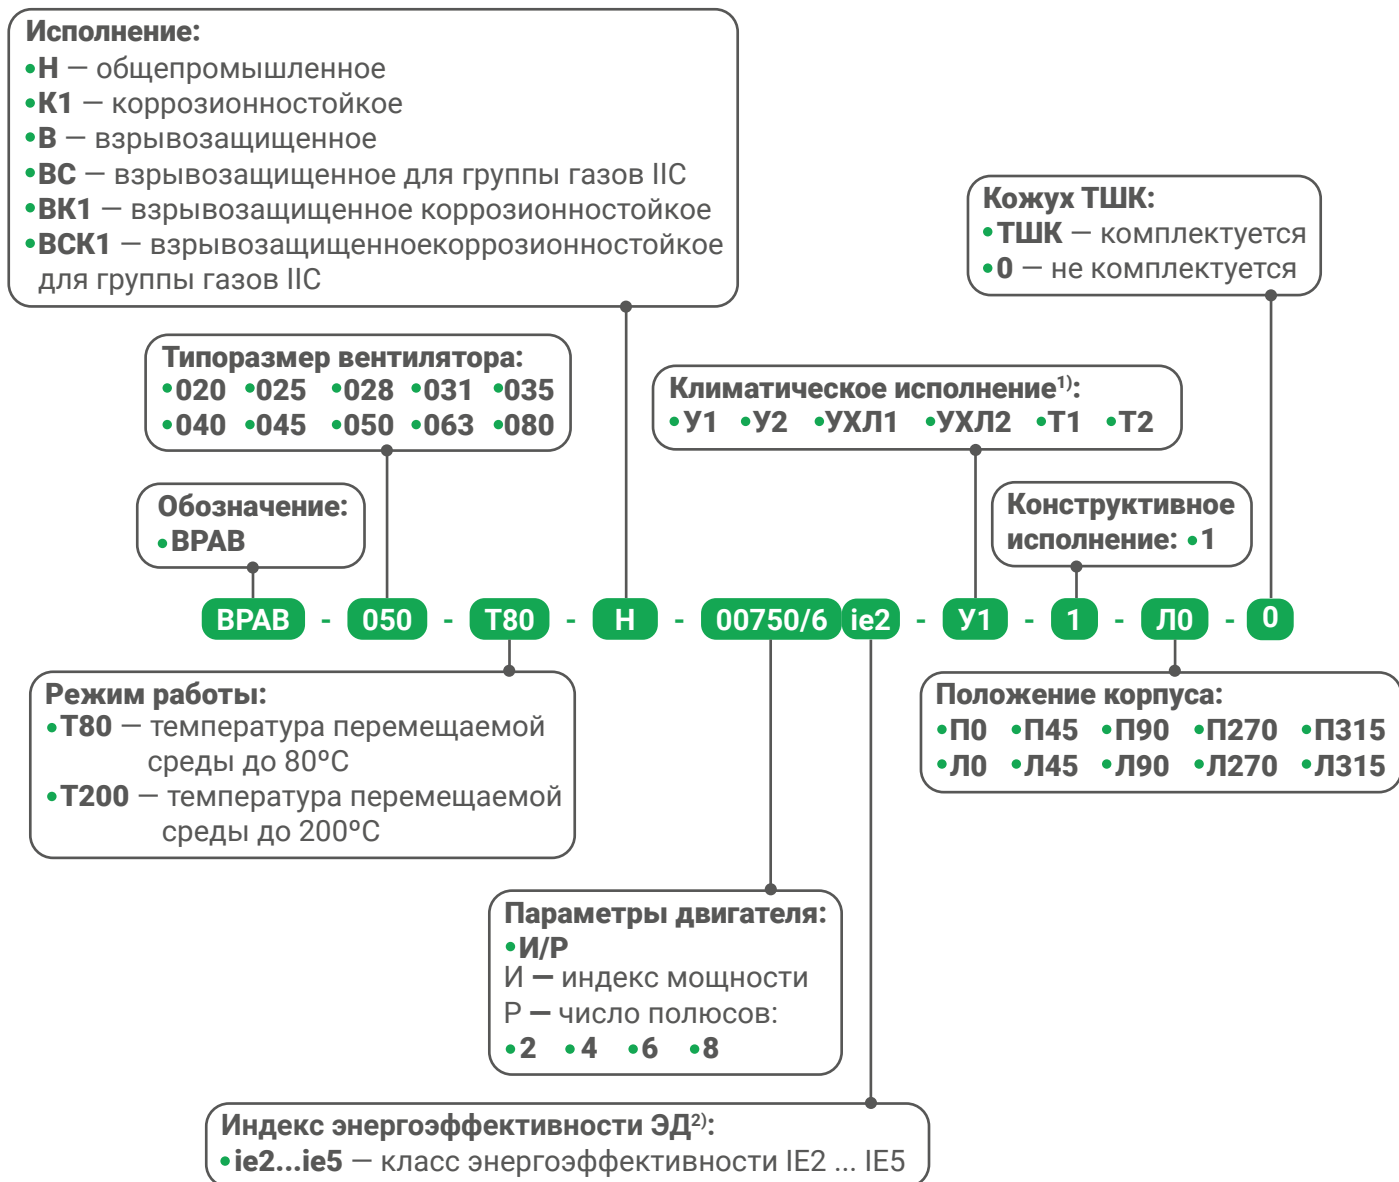 Исполнение:
•Н — общепромышленное
•К1 — коррозионностойкое
•В — взрывозащищенное
•ВС — взрывозащищенное для группы газов IIC
•ВК1 — взрывозащищенное коррозионностойкое
•ВСК1 — взрывозащищенноекоррозионностойкое
для группы газов IIC
Кожух ТШК:
•ТШК — комплектуется
•0 — не комплектуется
Типоразмер вентилятора:
•020 •025 •028 •031 •035
•040 •045 •050 •063 •080
Климатическое исполнение¹⁾:
•У1 •У2 •УХЛ1 •УХЛ2 •Т1 •Т2
Обозначение:
•ВРАВ
Конструктивное
исполнение: •1
ВРАВ - 050 - Т80 - Н - 00750/6 ie2 - У1 - 1 - Л0 - 0
Режим работы:
•Т80 — температура перемещаемой
среды до 80ºС
•Т200 — температура перемещаемой
среды до 200ºС
Положение корпуса:
•П0 •П45 •П90 •П270 •П315
•Л0 •Л45 •Л90 •Л270 •Л315
Параметры двигателя:
•И/Р
И — индекс мощности
Р — число полюсов:
•2 •4 •6 •8
Индекс энергоэффективности ЭД²⁾:
•ie2...ie5 — класс энергоэффективности IE2 ... IE5